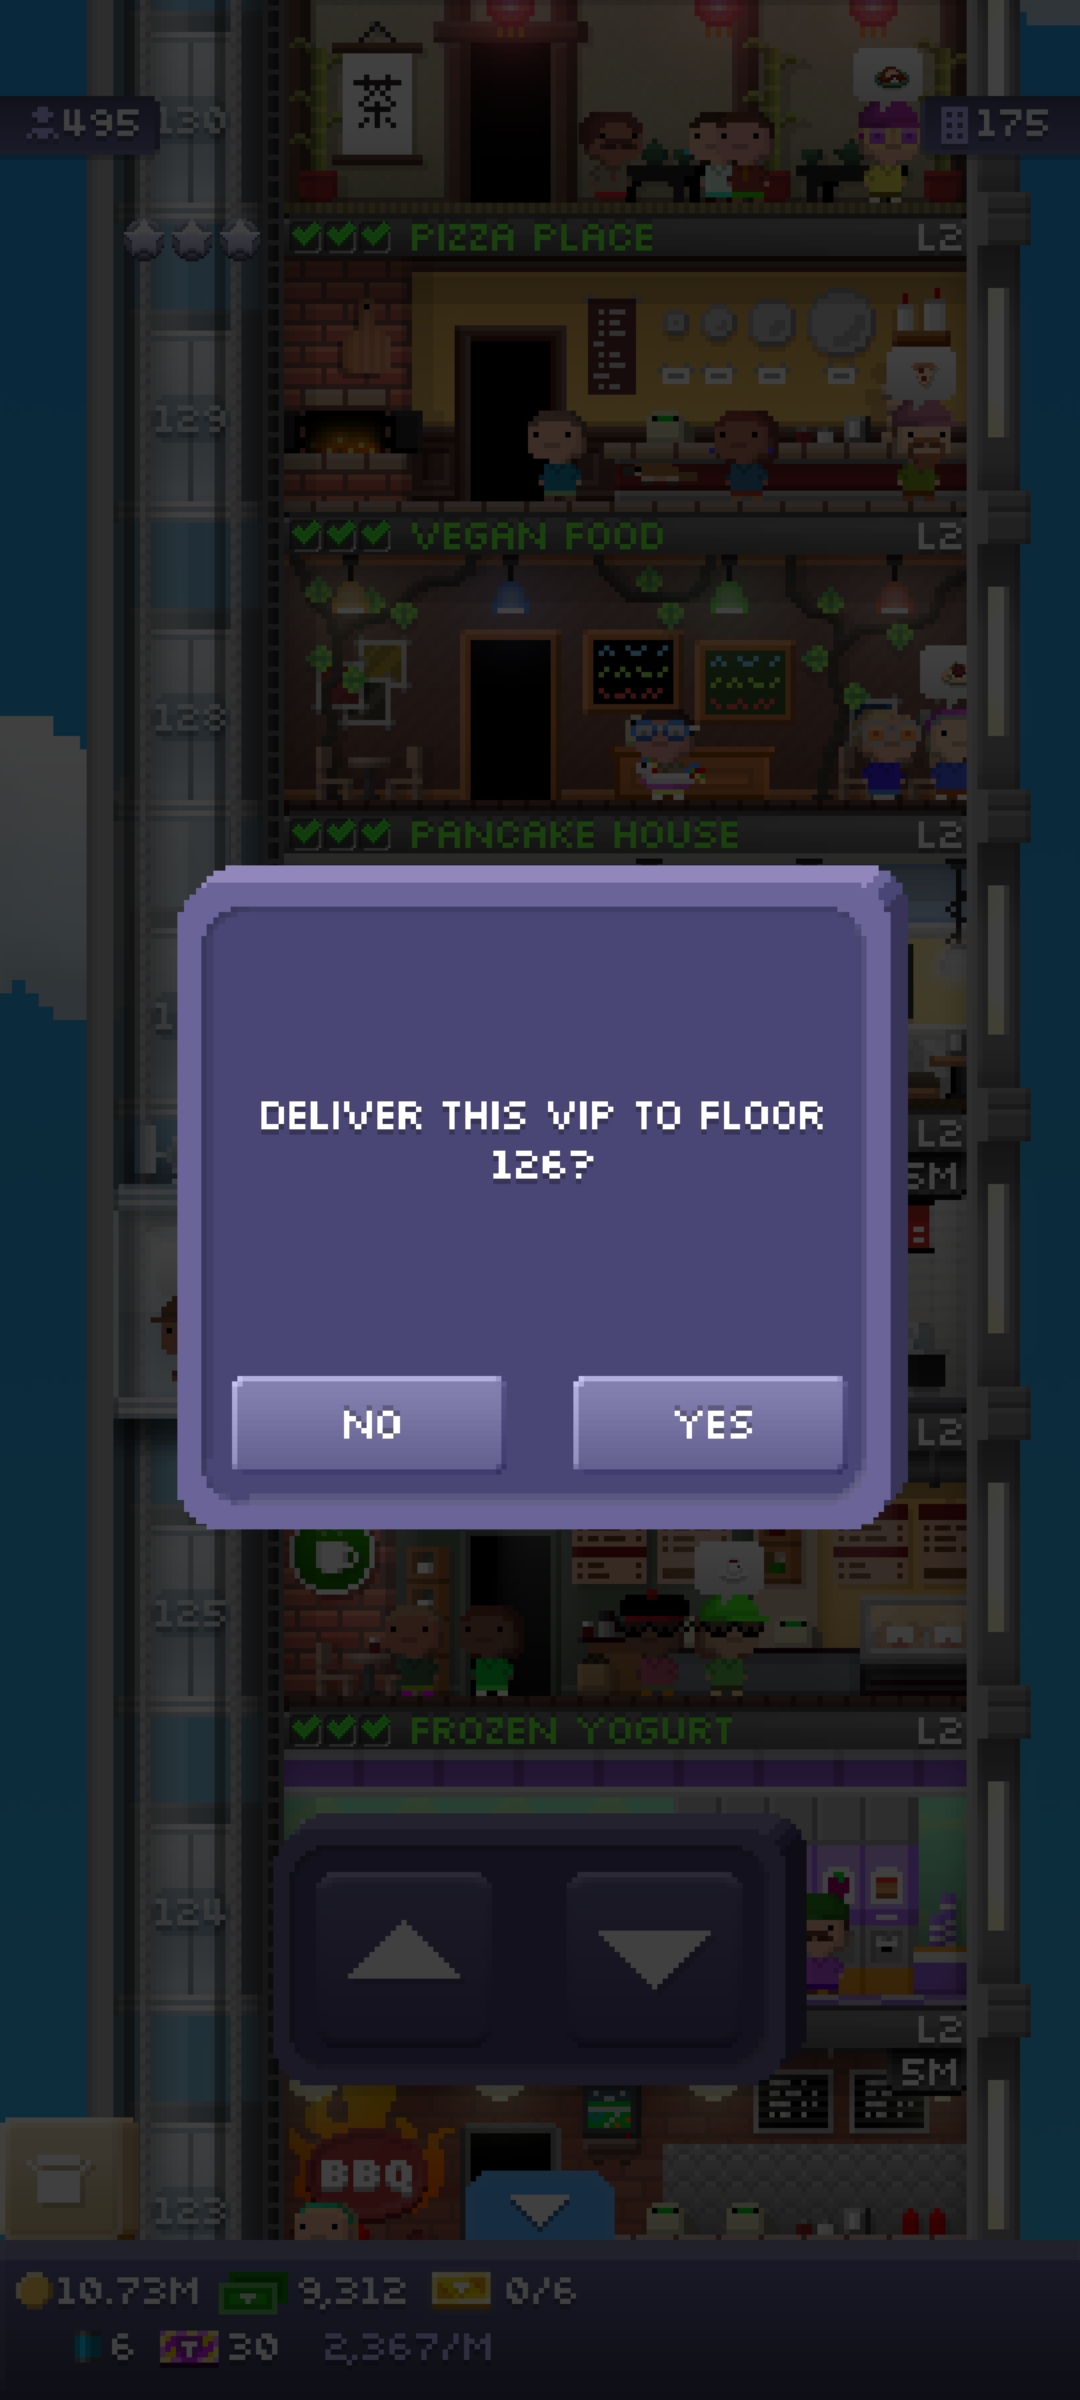 茶
495
130
175
PIZZA PLACE
L2
129
VEGAN FOOD
L2
128
PANCAKE HOUSE
L2
DELIVER THIS VIP TO FLOOR
126?
L2
5M
NO
YES
L2
125
FROZEN YOGURT
L2
124
L2
5M
BBQ
123
10.73M
9,312
0/6
6
T
30
2,367/M